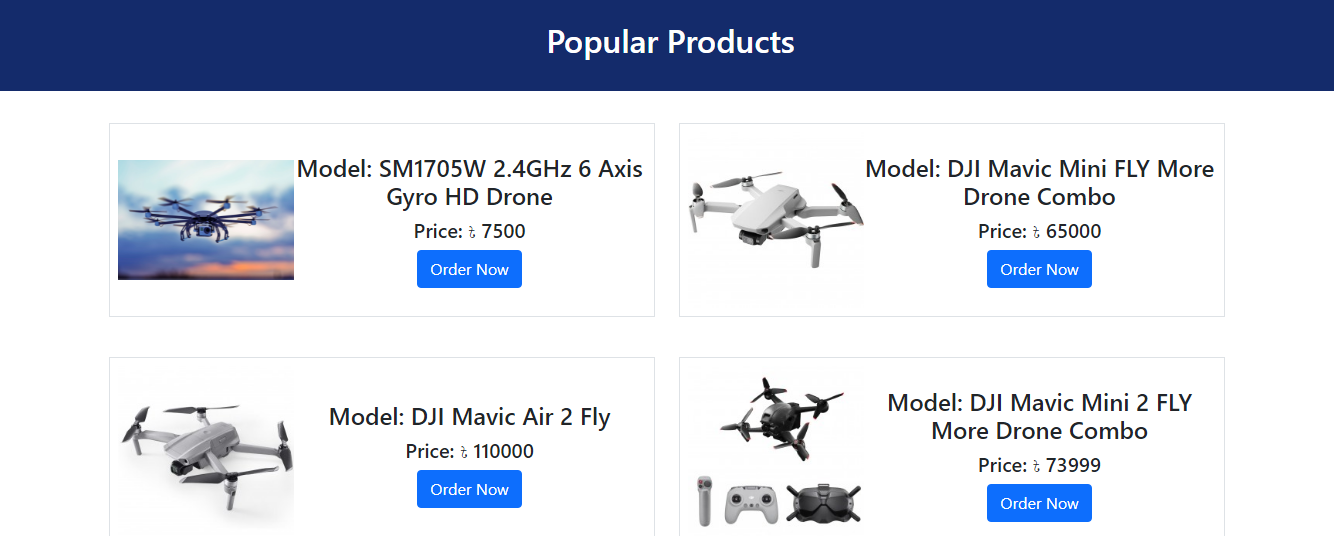 Popular Products
Model: SM1705W 2.4GHz 6 Axis
Gyro HD Drone
Price: ৳ 7500
Order Now
Model: DJI Mavic Mini FLY More
Drone Combo
Price: ৳ 65000
Order Now
Model: DJI Mavic Air 2 Fly
Price: ৳ 110000
Order Now
Model: DJI Mavic Mini 2 FLY
More Drone Combo
Price: ৳ 73999
Order Now